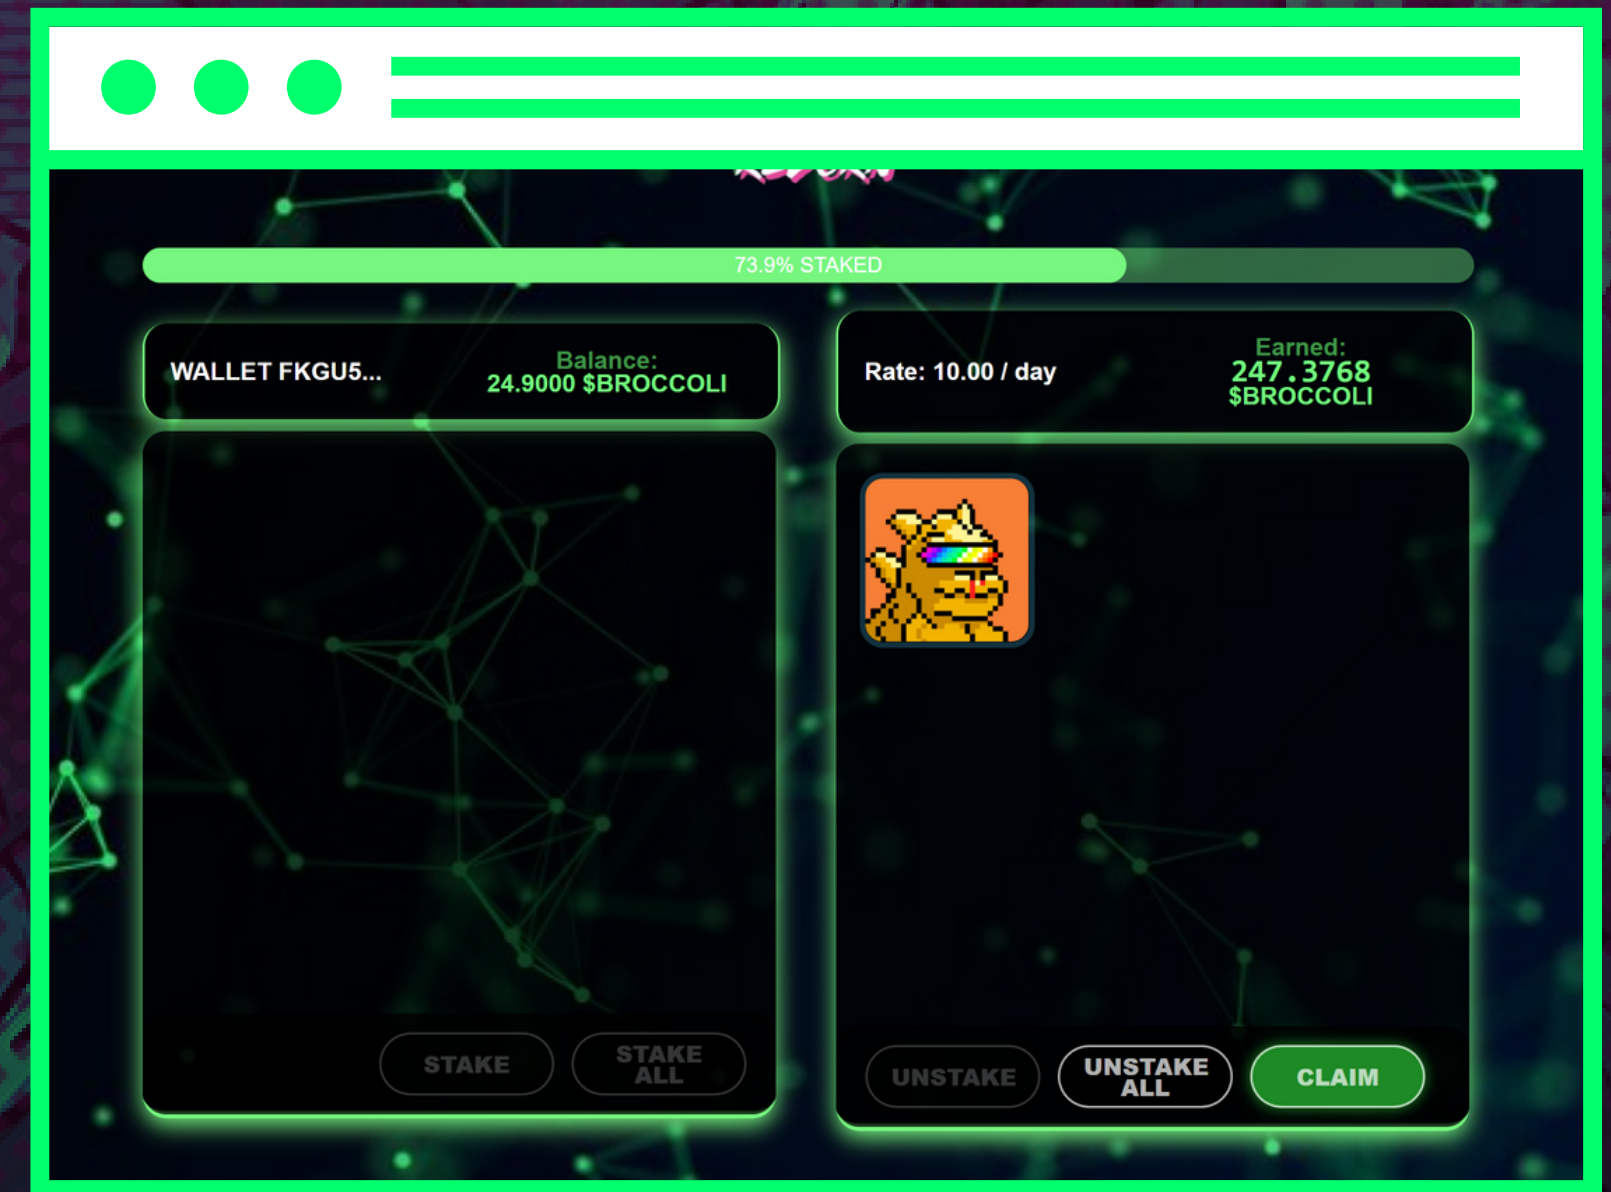 73.9% STAKED
WALLET FKGU5...
Balance:
24.9000 $BROCCOLI
Rate: 10.00 / day
Earned:
247.3768
$BROCCOLI
STAKE
STAKE
ALL
UNSTAKE
UNSTAKE
ALL
CLAIM